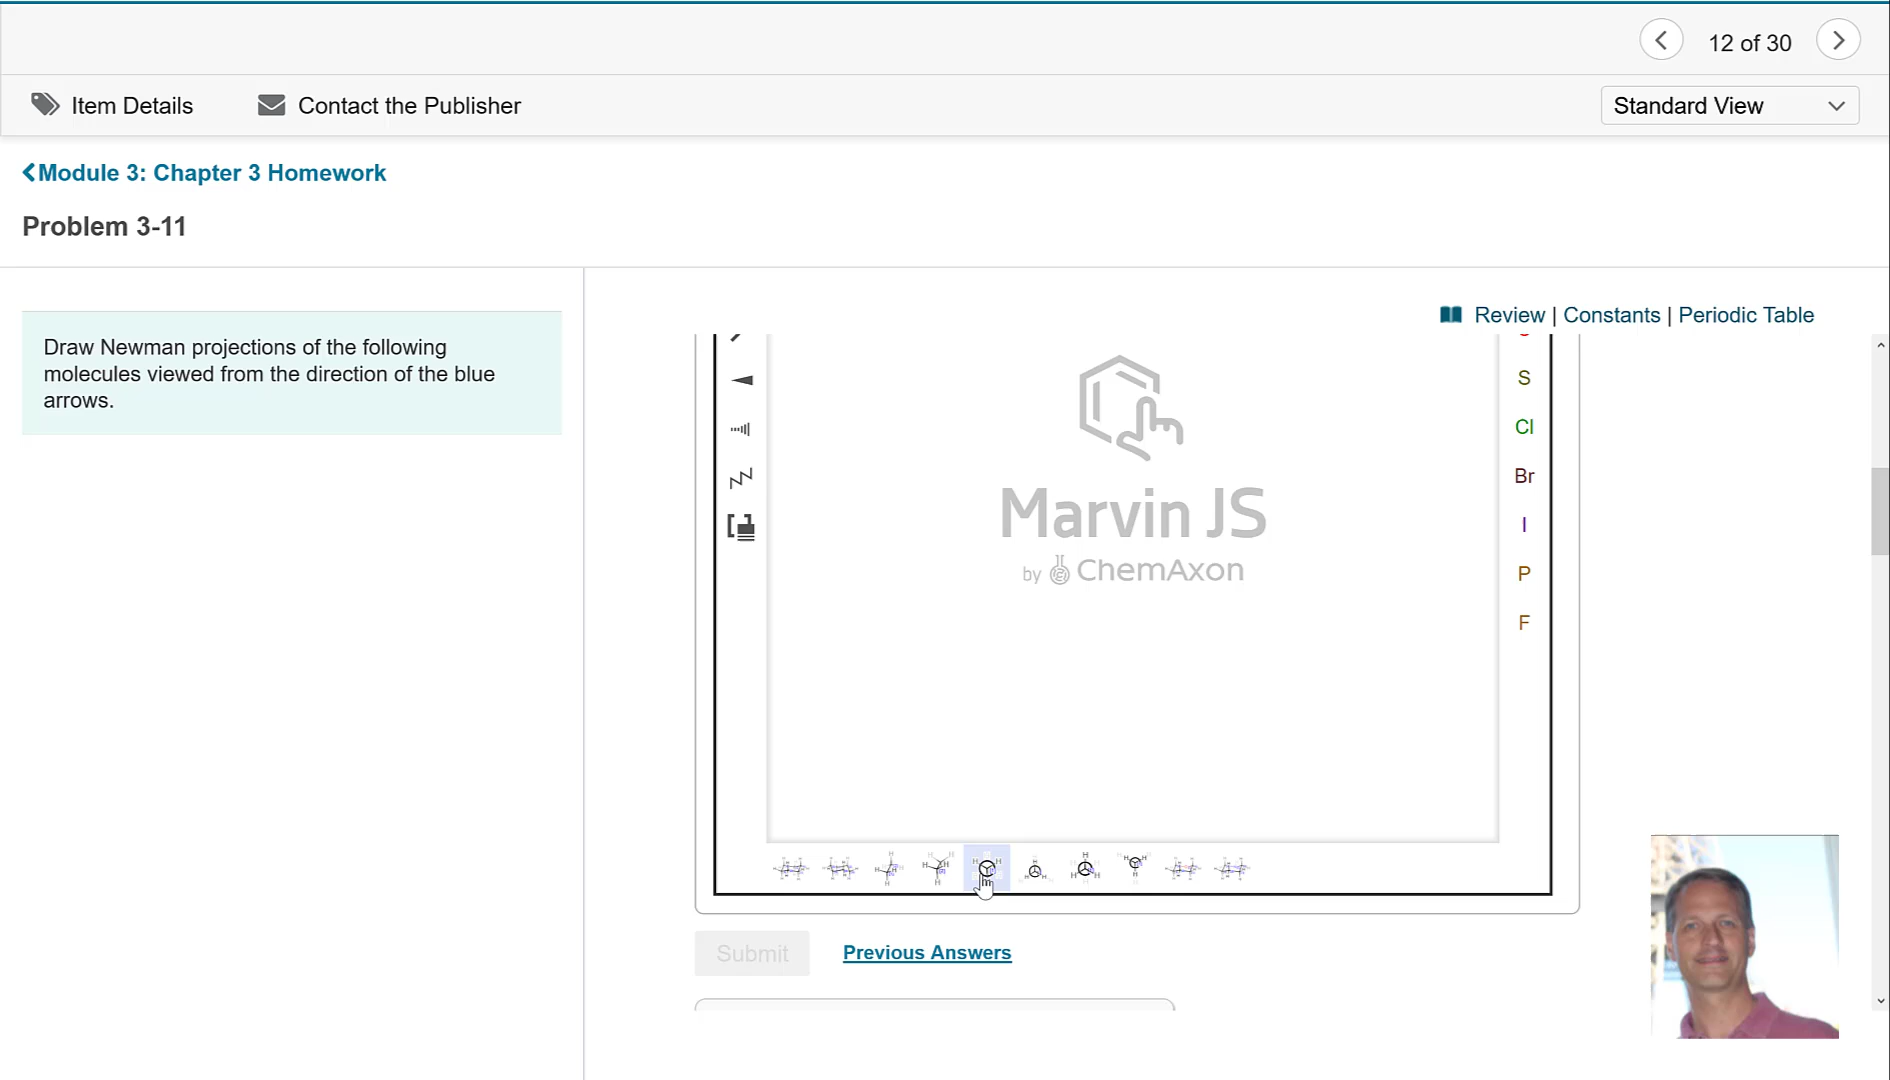 12 of 30
Item Details
Contact the Publisher
Standard View
Module 3: Chapter 3 Homework
Problem 3-11
Draw Newman projections of the following
molecules viewed from the direction of the blue
arrows.
Review | Constants | Periodic Table
S
Cl
Br
I
P
F
Marvin JS
by ChemAxon
Submit
Previous Answers